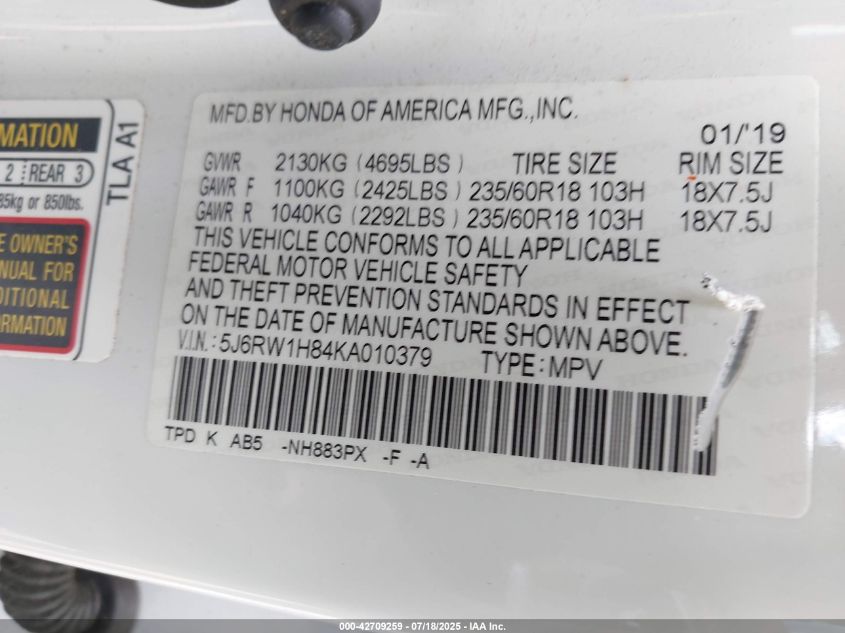 MATION
2 REAR 3
85kg or 850lbs.
E OWNER'S
NUAL FOR
DITIONAL
ORMATION
TLA A1
MFD.BY HONDA OF AMERICA MFG.,INC.
01/'19
GVWR 2130KG (4695LBS) TIRE SIZE RIM SIZE
GAWR F 1100KG (2425LBS) 235/60R18 103H 18X7.5J
GAWR R 1040KG (2292LBS) 235/60R18 103H 18X7.5J
THIS VEHICLE CONFORMS TO ALL APPLICABLE
FEDERAL MOTOR VEHICLE SAFETY
AND THEFT PREVENTION STANDARDS IN EFFECT
ON THE DATE OF MANUFACTURE SHOWN ABOVE.
V.I.N.: 5J6RW1H84KA010379 TYPE: MPV
TPD K AB5 -NH883PX -F -A
000-42709259 - 07/18/2025 - IAA Inc.